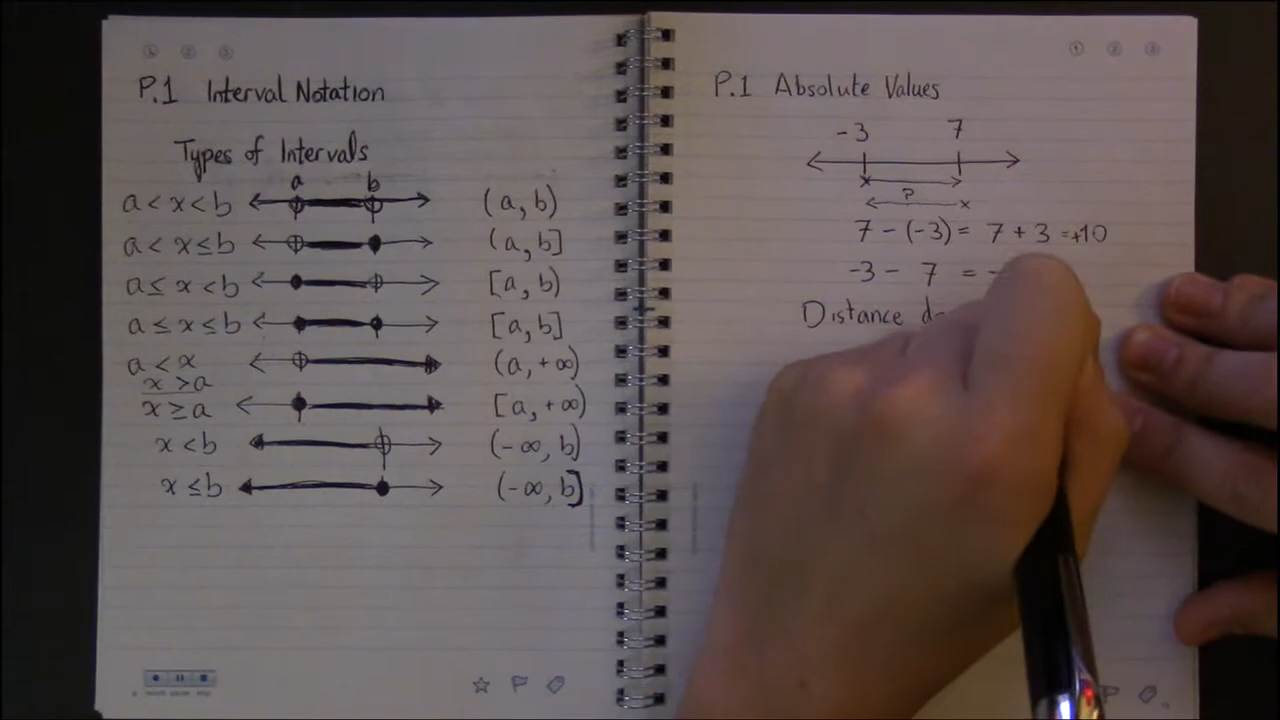 P.1 Interval Notation
Types of Intervals
a b
a < x < b (a, b)
a < x ≤ b (a, b]
a ≤ x < b [a, b)
a ≤ x ≤ b [a, b]
a < x (a, +∞)
x > a
x ≥ a [a, +∞)
x < b (-∞, b)
x ≤ b (-∞, b]
P.1 Absolute Values
-3 7
?
7 - (-3) = 7 + 3 = +10
-3 - 7 = -
Distance